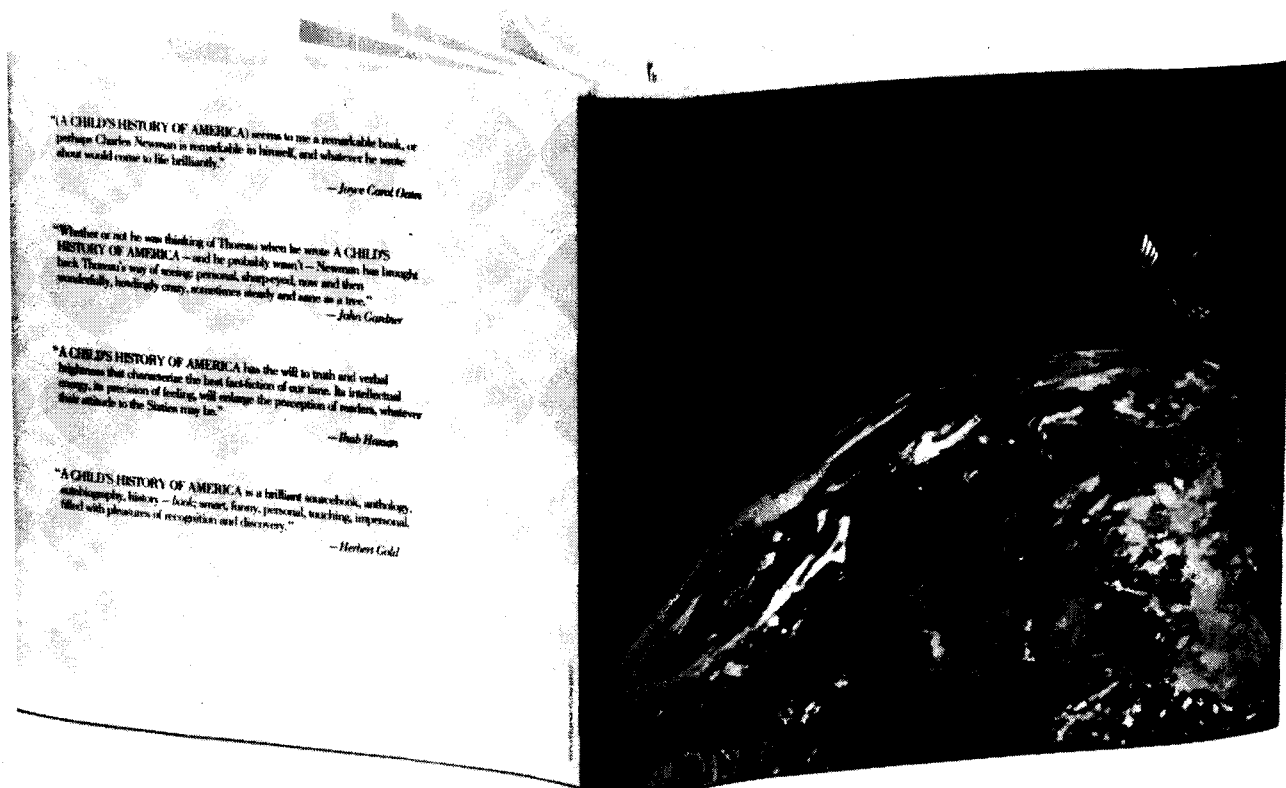 "(A CHILD'S HISTORY OF AMERICA) seems to me a remarkable book, or
perhaps Charles Newman is remarkable in himself, and whatever he wrote
about would come to life brilliantly."
— Joyce Carol Oates
"Whether or not he was thinking of Thoreau when he wrote A CHILD'S
HISTORY OF AMERICA — and he probably wasn't — Newman has brought
back Thoreau's way of seeing: personal, sharp-eyed, now and then
wonderfully, howlingly crazy, sometimes steady and sane as a tree."
— John Gardner
"A CHILD'S HISTORY OF AMERICA has the will to truth and verbal
brightness that characterize the best fact-fiction of our time. Its intellectual
energy, its precision of feeling, will enlarge the perception of readers, whatever
their attitude to the States may be."
— Ihab Hassan
"A CHILD'S HISTORY OF AMERICA is a brilliant sourcebook, anthology,
autobiography, history — book; smart, funny, personal, touching, impersonal,
filled with pleasures of recognition and discovery."
— Herbert Gold